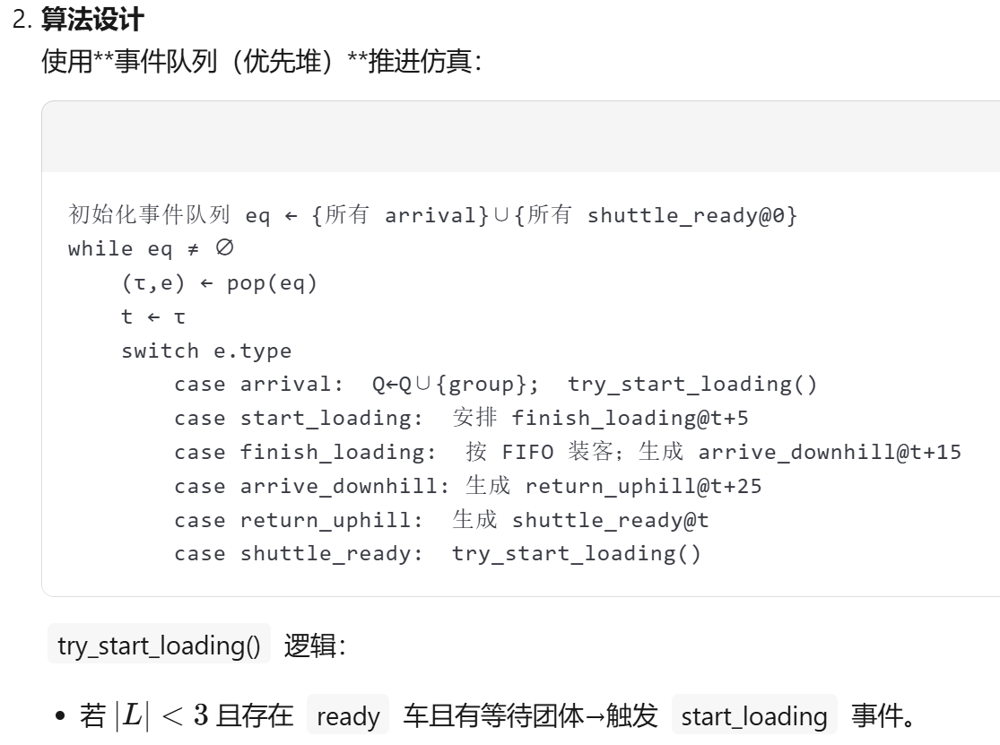 2. 算法设计
使用**事件队列（优先堆）**推进仿真：
初始化事件队列 eq ← {所有 arrival}∪{所有 shuttle_ready@0}
while eq ≠ ∅
    (τ,e) ← pop(eq)
    t ← τ
    switch e.type
        case arrival:  Q←Q∪{group};  try_start_loading()
        case start_loading:  安排 finish_loading@t+5
        case finish_loading:  按 FIFO 装客；生成 arrive_downhill@t+15
        case arrive_downhill: 生成 return_uphill@t+25
        case return_uphill:  生成 shuttle_ready@t
        case shuttle_ready:  try_start_loading()
try_start_loading() 逻辑：
• 若 |L| < 3 且存在 ready 车且有等待团体→触发 start_loading 事件。